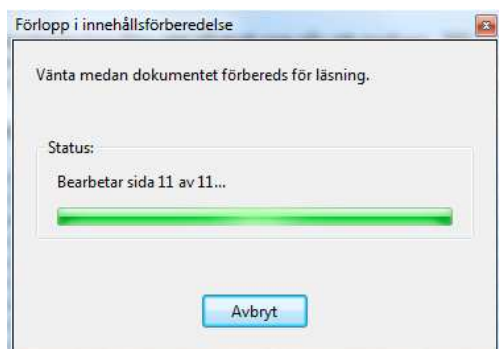 Förlopp i innehållsförberedelse
Vänta medan dokumentet förbereds för läsning.
Status:
Bearbetar sida 11 av 11...
Avbryt